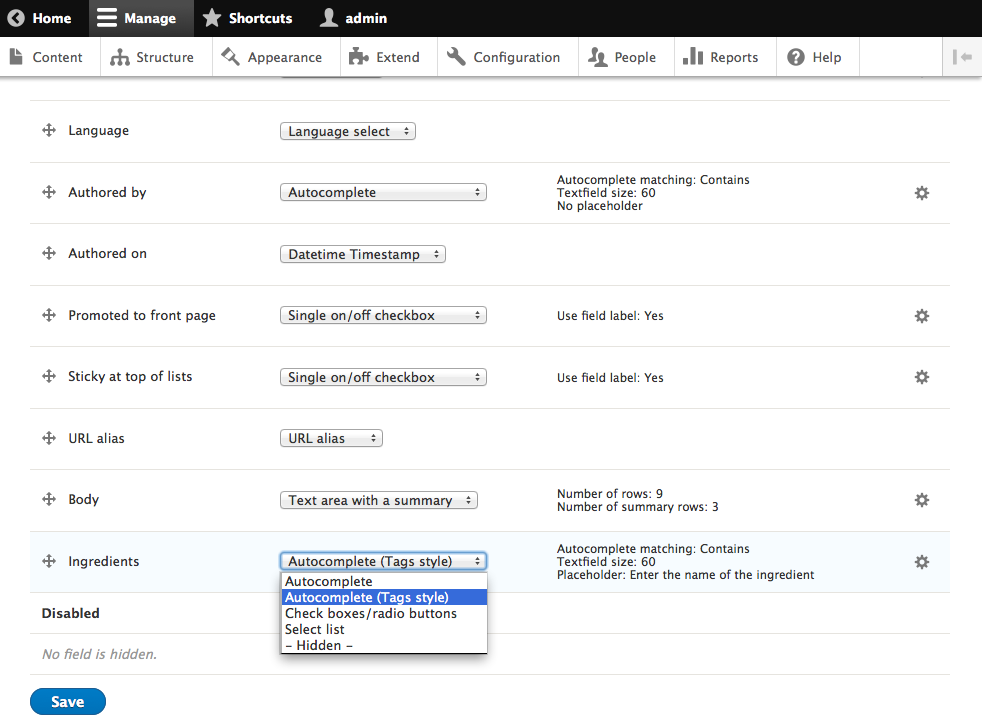 Home Manage Shortcuts admin
Content Structure Appearance Extend Configuration People Reports Help
Language Language select
Authored by Autocomplete
Autocomplete matching: Contains
Textfield size: 60
No placeholder
Authored on Datetime Timestamp
Promoted to front page Single on/off checkbox Use field label: Yes
Sticky at top of lists Single on/off checkbox Use field label: Yes
URL alias URL alias
Body Text area with a summary
Number of rows: 9
Number of summary rows: 3
Ingredients Autocomplete (Tags style)
Autocomplete matching: Contains
Textfield size: 60
Placeholder: Enter the name of the ingredient
Autocomplete
Autocomplete (Tags style)
Check boxes/radio buttons
Select list
- Hidden -
Disabled
No field is hidden.
Save